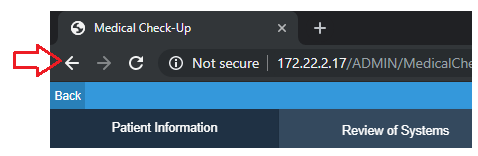 Medical Check-Up
Not secure | 172.22.2.17/ADMIN/MedicalChe
Back
Patient Information
Review of Systems